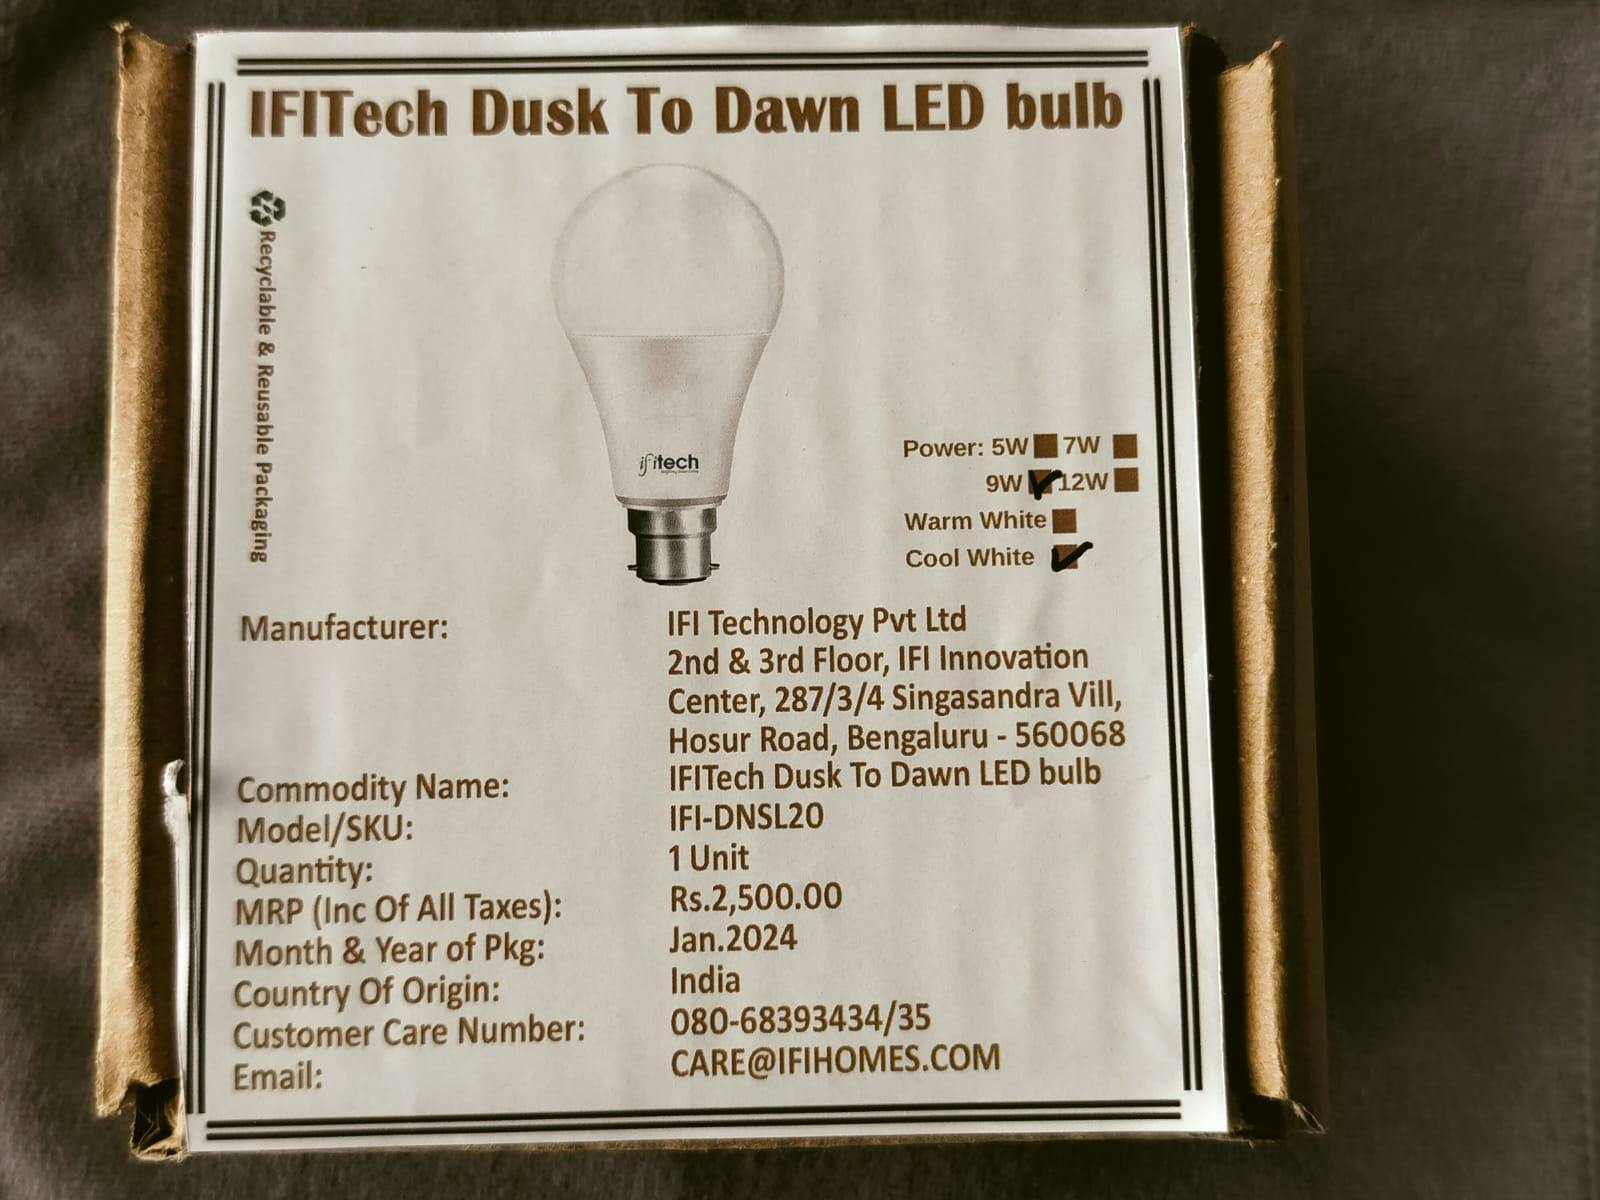 IFITech Dusk To Dawn LED bulb
Recyclable & Reusable Packaging
ifitech
Power: 5W 7W
9W 12W
Warm White
Cool White
Manufacturer: IFI Technology Pvt Ltd
2nd & 3rd Floor, IFI Innovation
Center, 287/3/4 Singasandra Vill,
Hosur Road, Bengaluru - 560068
Commodity Name: IFITech Dusk To Dawn LED bulb
Model/SKU: IFI-DNSL20
Quantity: 1 Unit
MRP (Inc Of All Taxes): Rs.2,500.00
Month & Year of Pkg: Jan.2024
Country Of Origin: India
Customer Care Number: 080-68393434/35
Email: CARE@IFIHOMES.COM